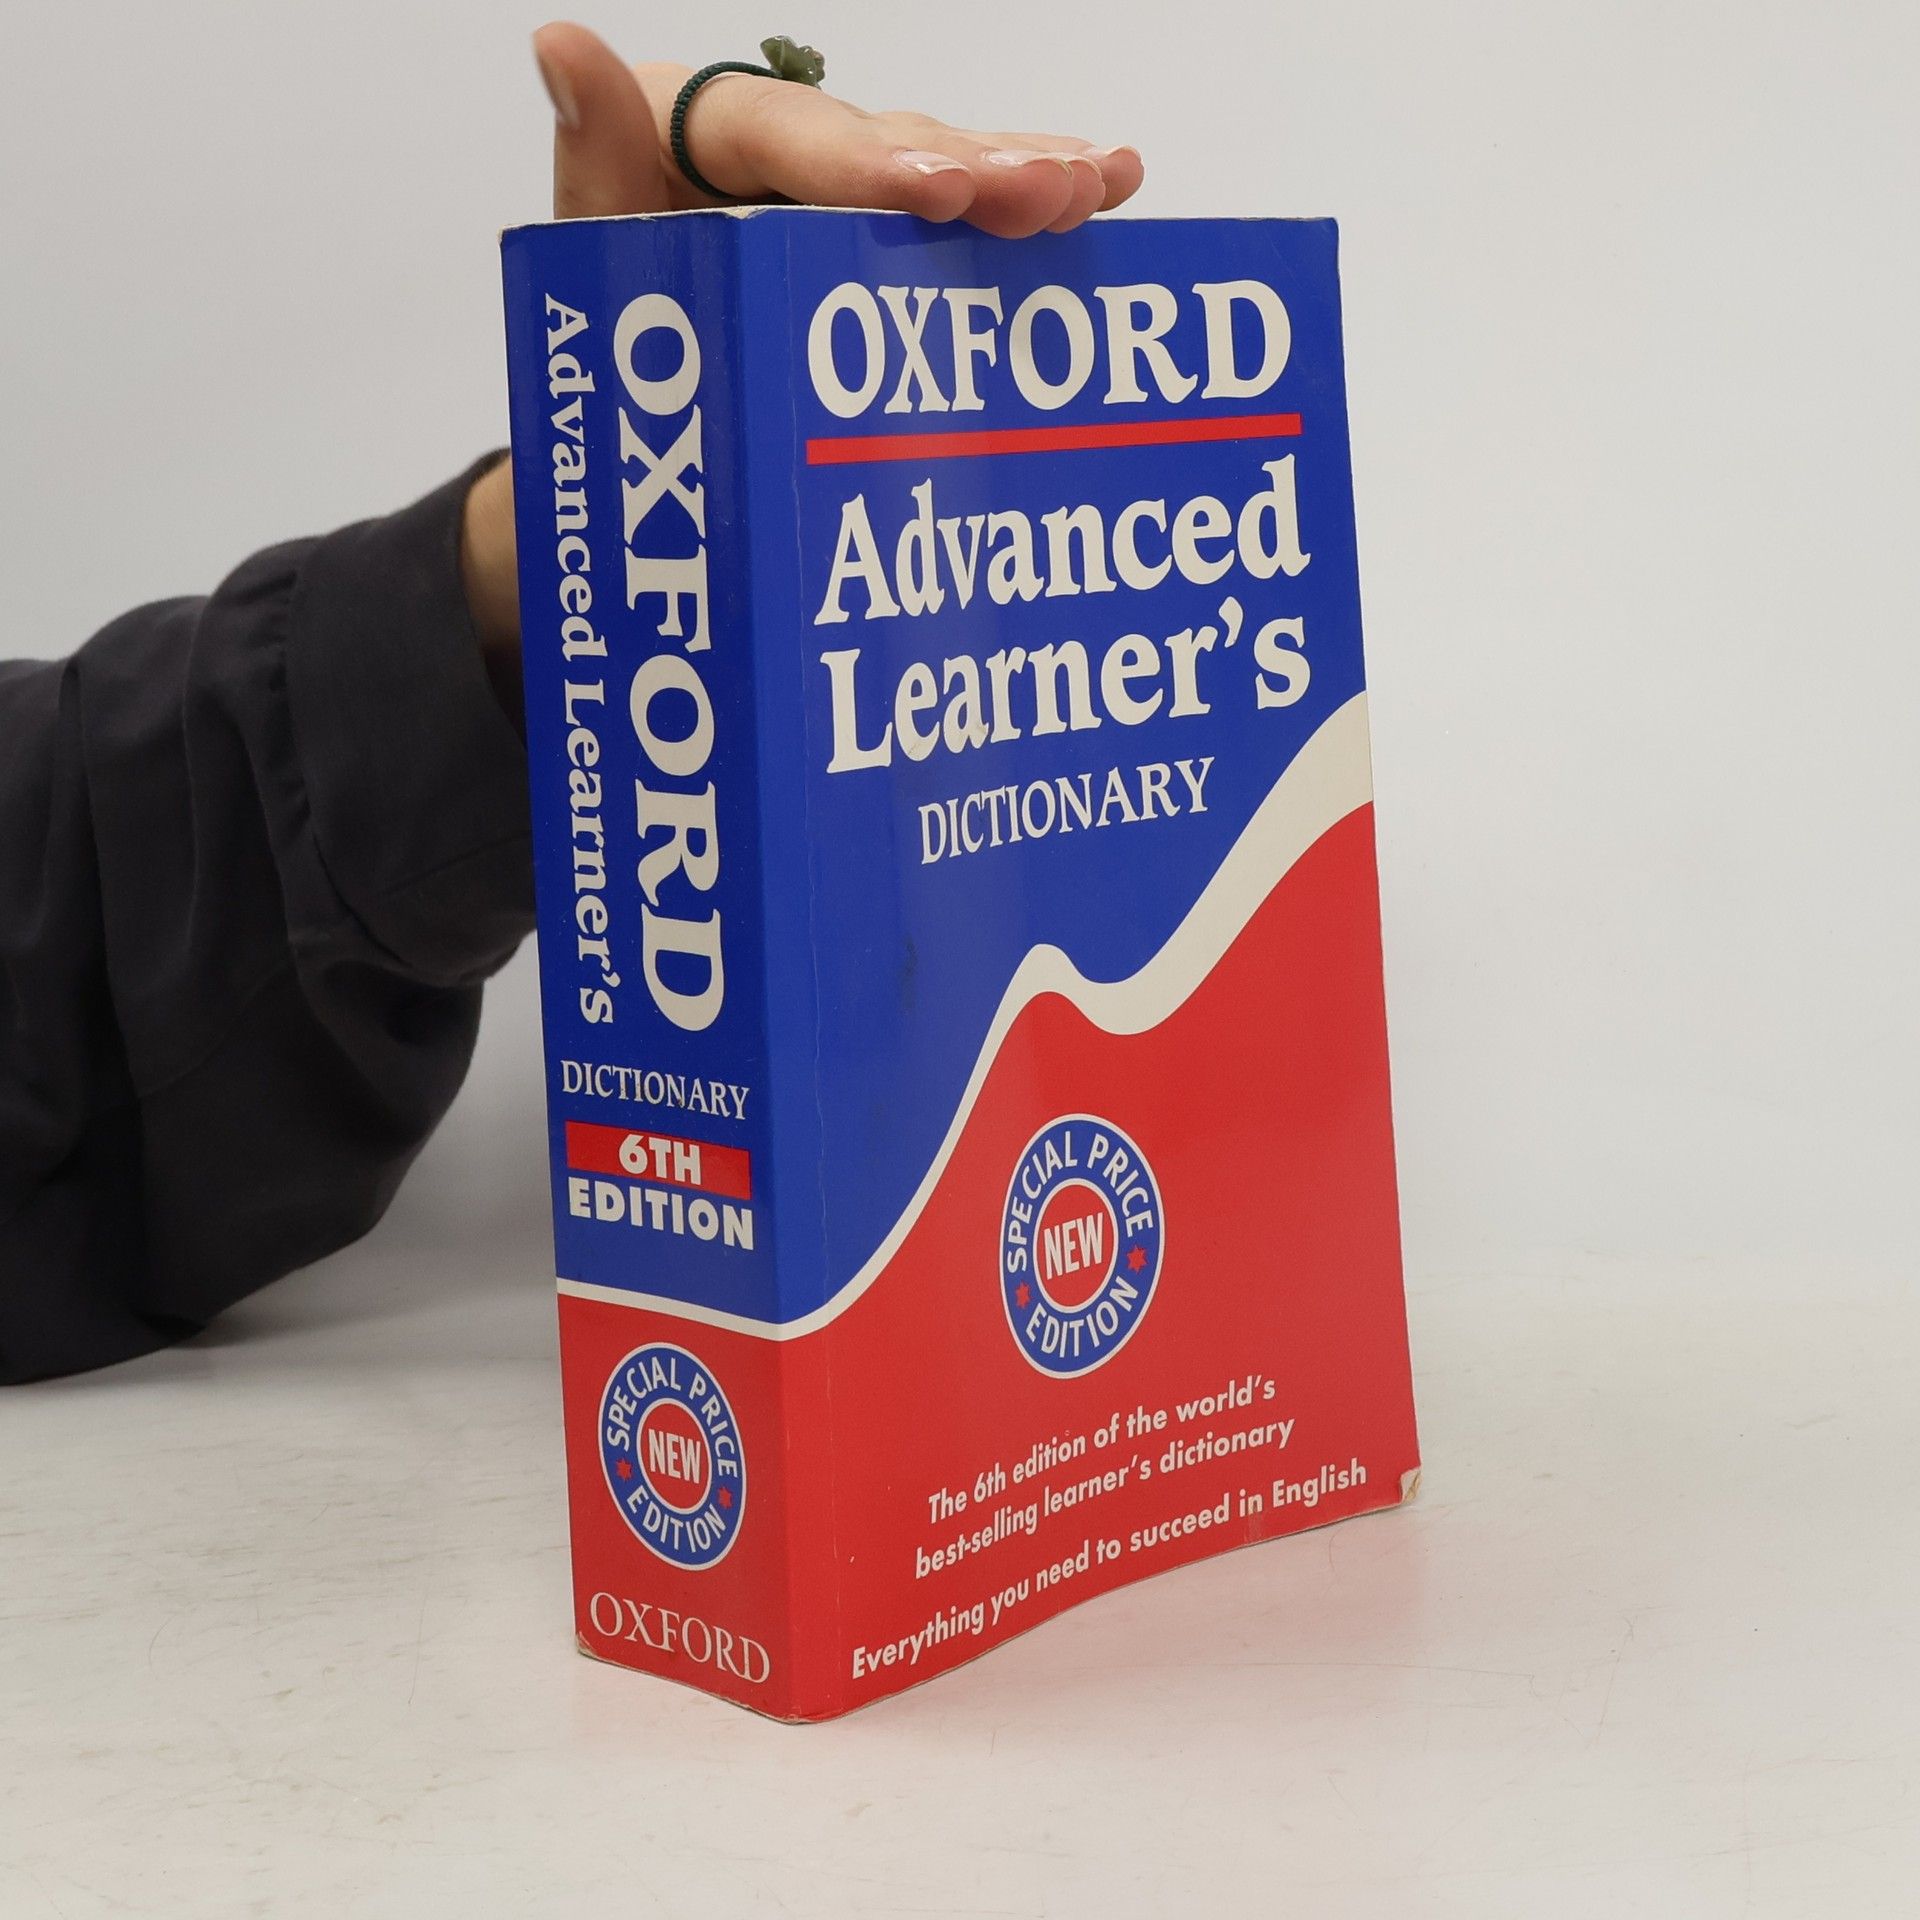 OXFORD
Advanced Learner's
DICTIONARY
6TH
EDITION
SPECIAL PRICE
NEW
EDITION
OXFORD
OXFORD
Advanced
Learner's
DICTIONARY
SPECIAL PRICE
NEW
EDITION
The 6th edition of the world's
best-selling learner's dictionary
Everything you need to succeed in English